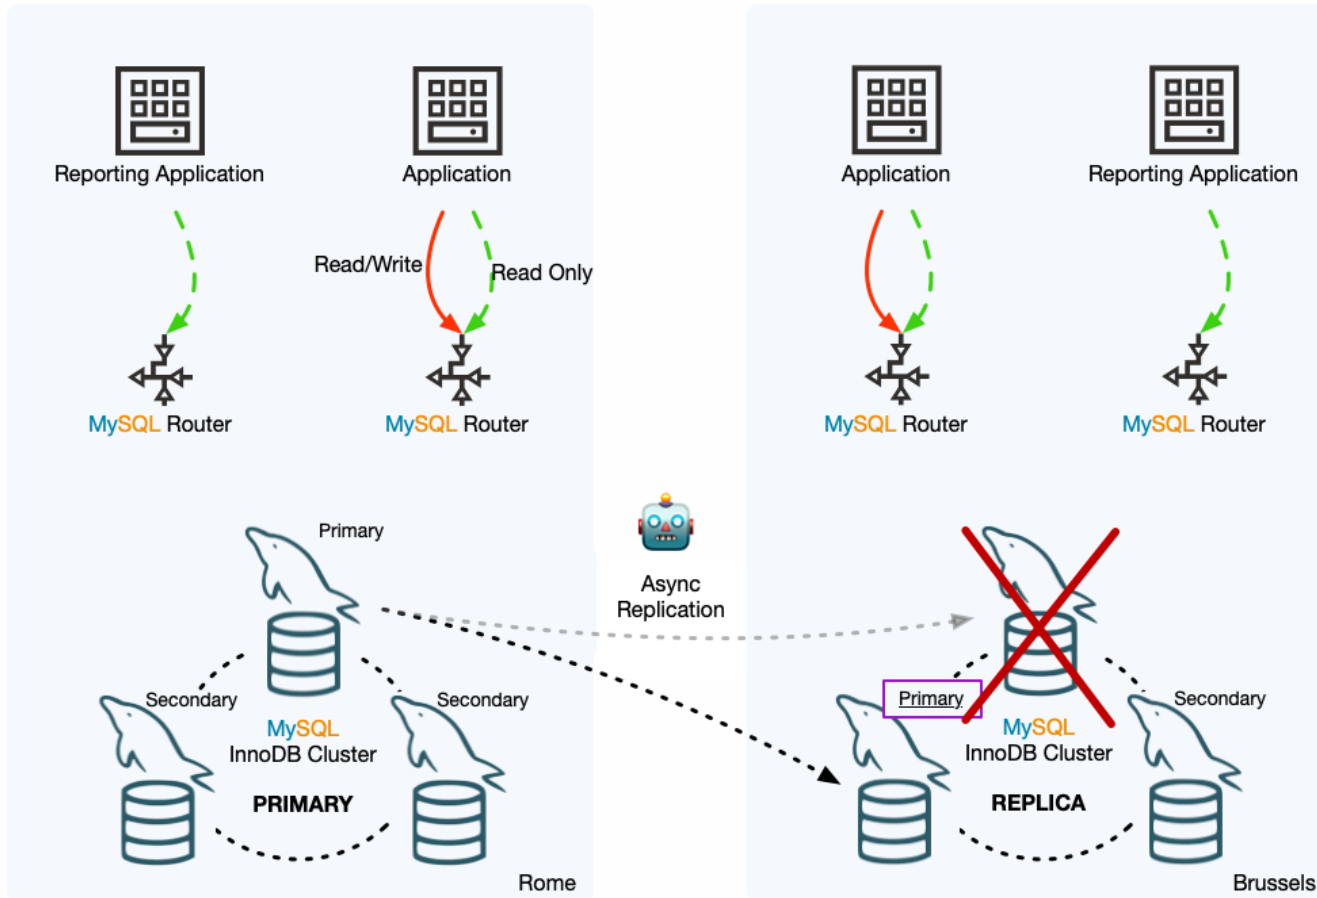 Reporting Application
Application
Application
Reporting Application
Read/Write
Read Only
MySQL Router
MySQL Router
MySQL Router
MySQL Router
Primary
Async
Replication
Secondary
Secondary
Primary
Secondary
MySQL
InnoDB Cluster
MySQL
InnoDB Cluster
PRIMARY
REPLICA
Rome
Brussels